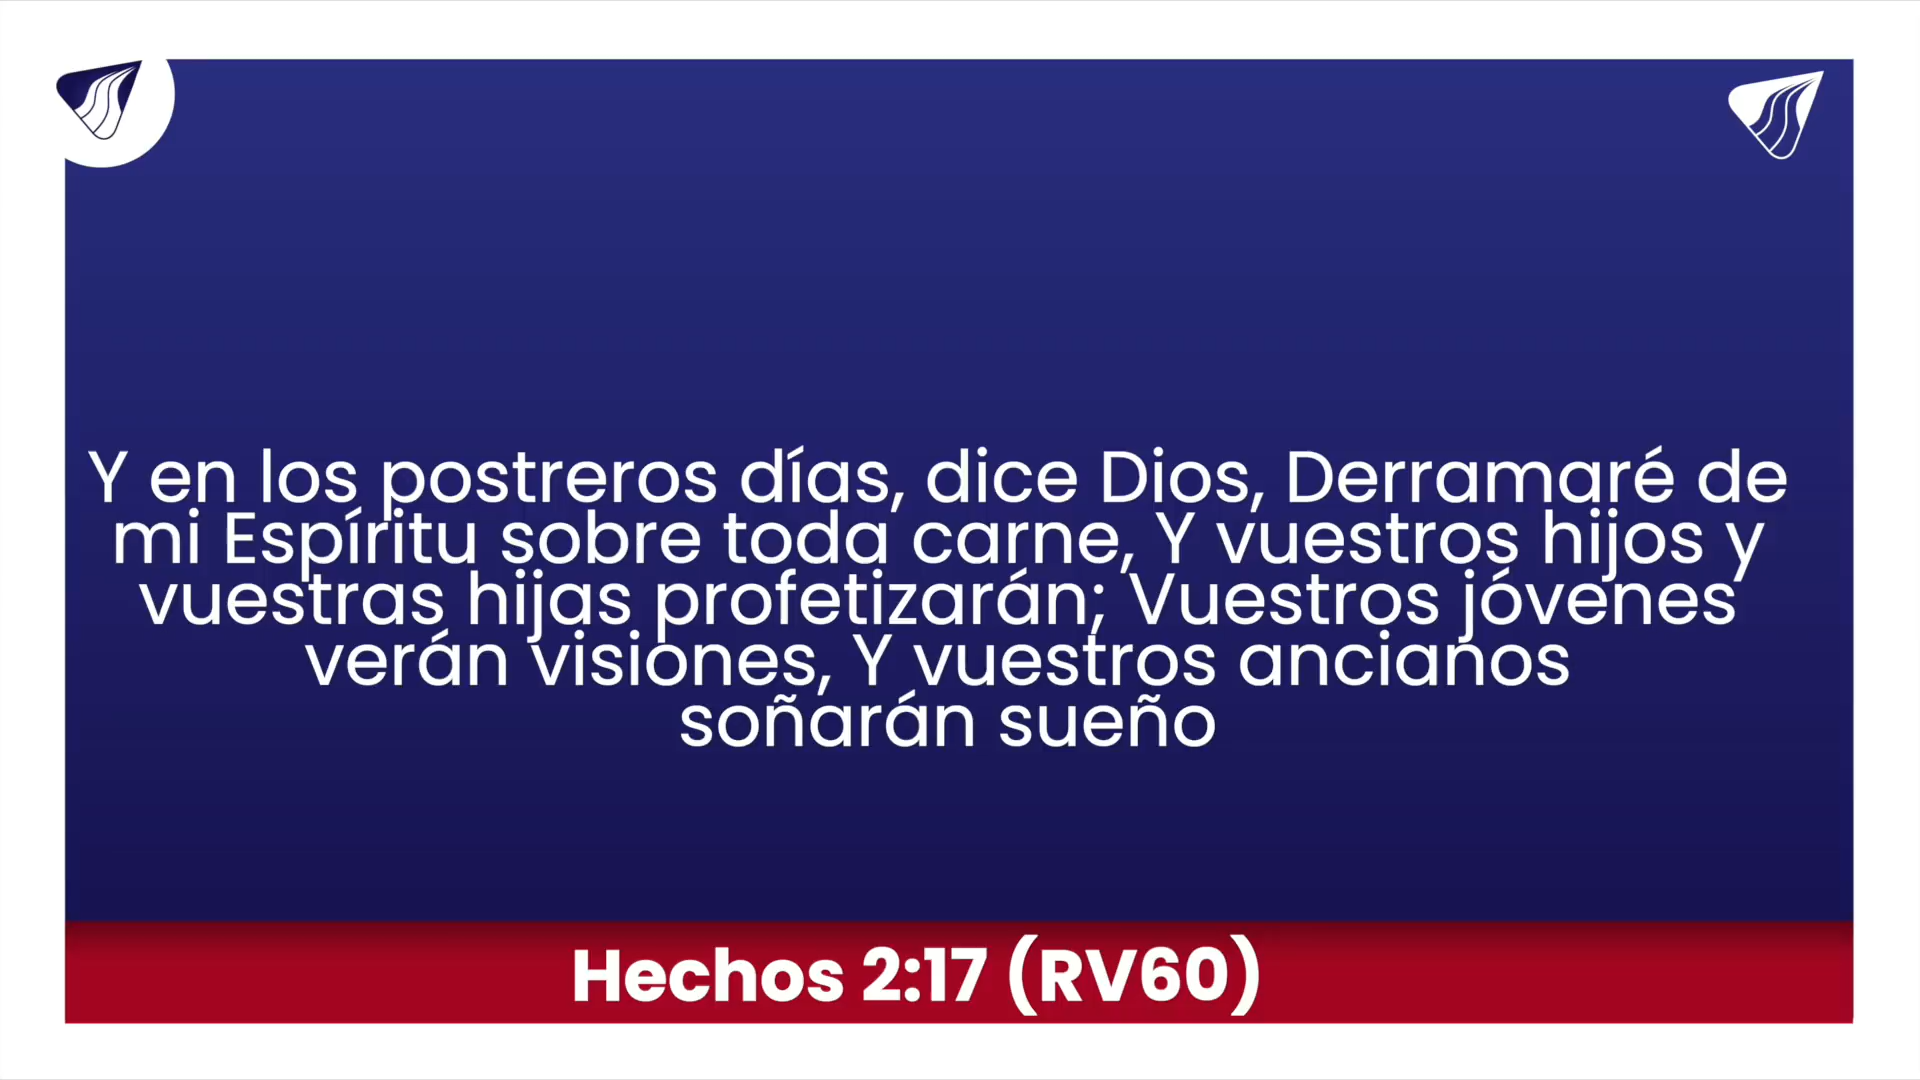 Y en los postreros días, dice Dios, Derramaré de
mi Espíritu sobre toda carne, Y vuestros hijos y
vuestras hijas profetizarán; Vuestros jóvenes
verán visiones, Y vuestros ancianos
soñarán sueño
Hechos 2:17 (RV60)